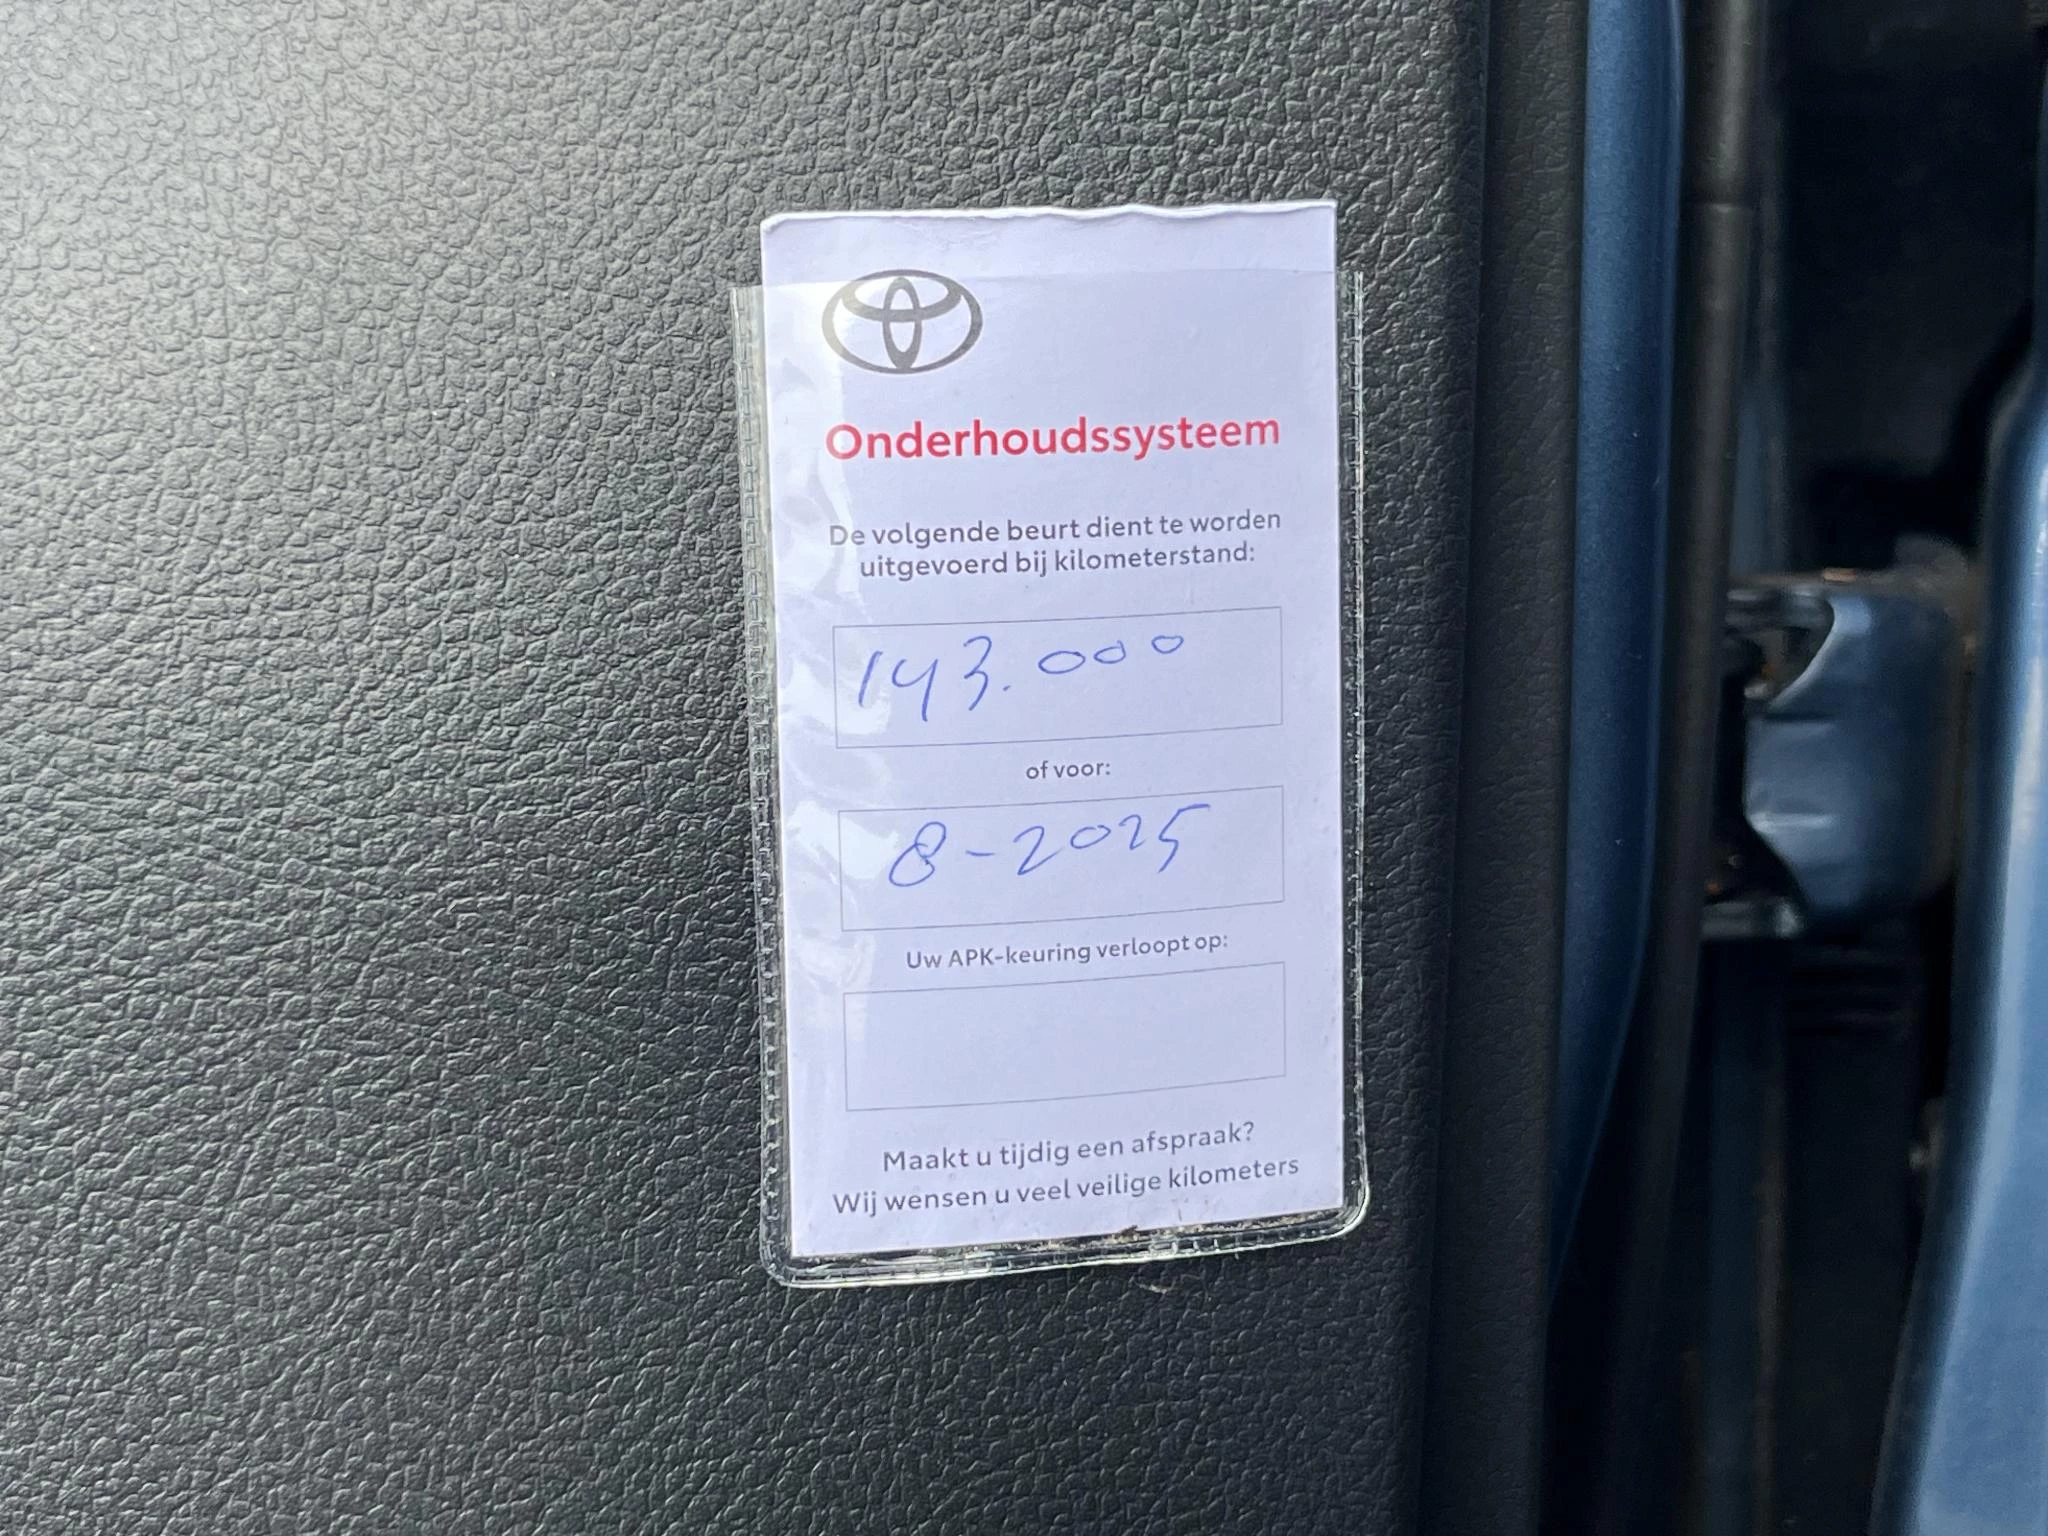 Onderhoudssysteem
De volgende beurt dient te worden
uitgevoerd bij kilometerstand:
143.000
of voor:
8-2025
Uw APK-keuring verloopt op:
Maakt u tijdig een afspraak?
Wij wensen u veel veilige kilometers